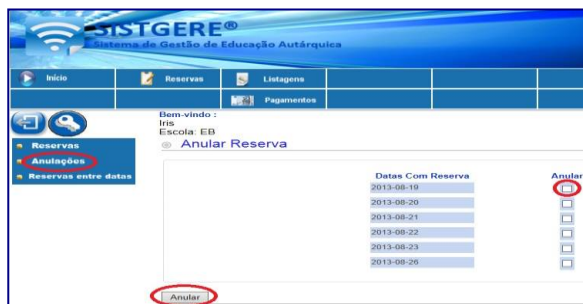 SISTGERE®
Sistema de Gestão de Educação Autárquica
Início Reservas Listagens
Pagamentos
Bem-vindo :
Iris
Escola: EB
Reservas
Anulações
Reservas entre datas
Anular Reserva
Datas Com Reserva Anular
2013-08-19
2013-08-20
2013-08-21
2013-08-22
2013-08-23
2013-08-26
Anular